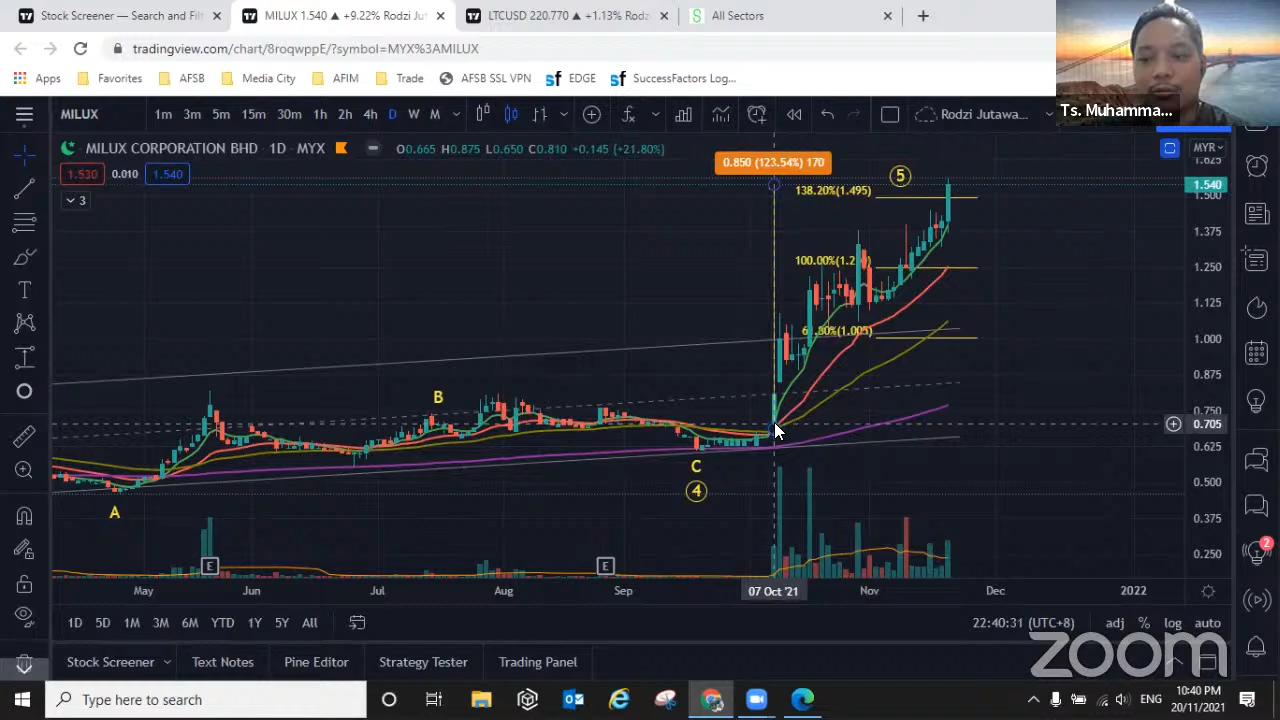 Stock Screener — Search and Filt
MILUX 1.540 ▲ +9.22% Rodzi Jut
LTCUSD 220.770 ▲ +1.13% Rodz
All Sectors
tradingview.com/chart/8roqwppE/?symbol=MYX%3AMILUX
Apps
Favorites
AFSB
Media City
AFIM
Trade
AFSB SSL VPN
EDGE
SuccessFactors Log...
Ts. Muhamma...
MILUX
1m 3m 5m 15m 30m 1h 2h 4h D W M
Rodzi Jutawa...
MILUX CORPORATION BHD · 1D · MYX
O0.665 H0.875 L0.650 C0.810 +0.145 (+21.80%)
MYR
1.530 0.010 1.540
3
0.850 (123.54%) 170
138.20%(1.495)
5
100.00%(1.2
61.80%(1.005)
B
C
4
A
E
E
1.625
1.540
1.500
1.375
1.250
1.125
1.000
0.875
0.750
0.705
0.625
0.500
0.375
0.250
2
May Jun Jul Aug Sep 07 Oct '21 Nov Dec 2022
1D 5D 1M 3M 6M YTD 1Y 5Y All
22:40:31 (UTC+8)
adj % log auto
Stock Screener
Text Notes
Pine Editor
Strategy Tester
Trading Panel
zoom
Type here to search
ENG
10:40 PM
20/11/2021